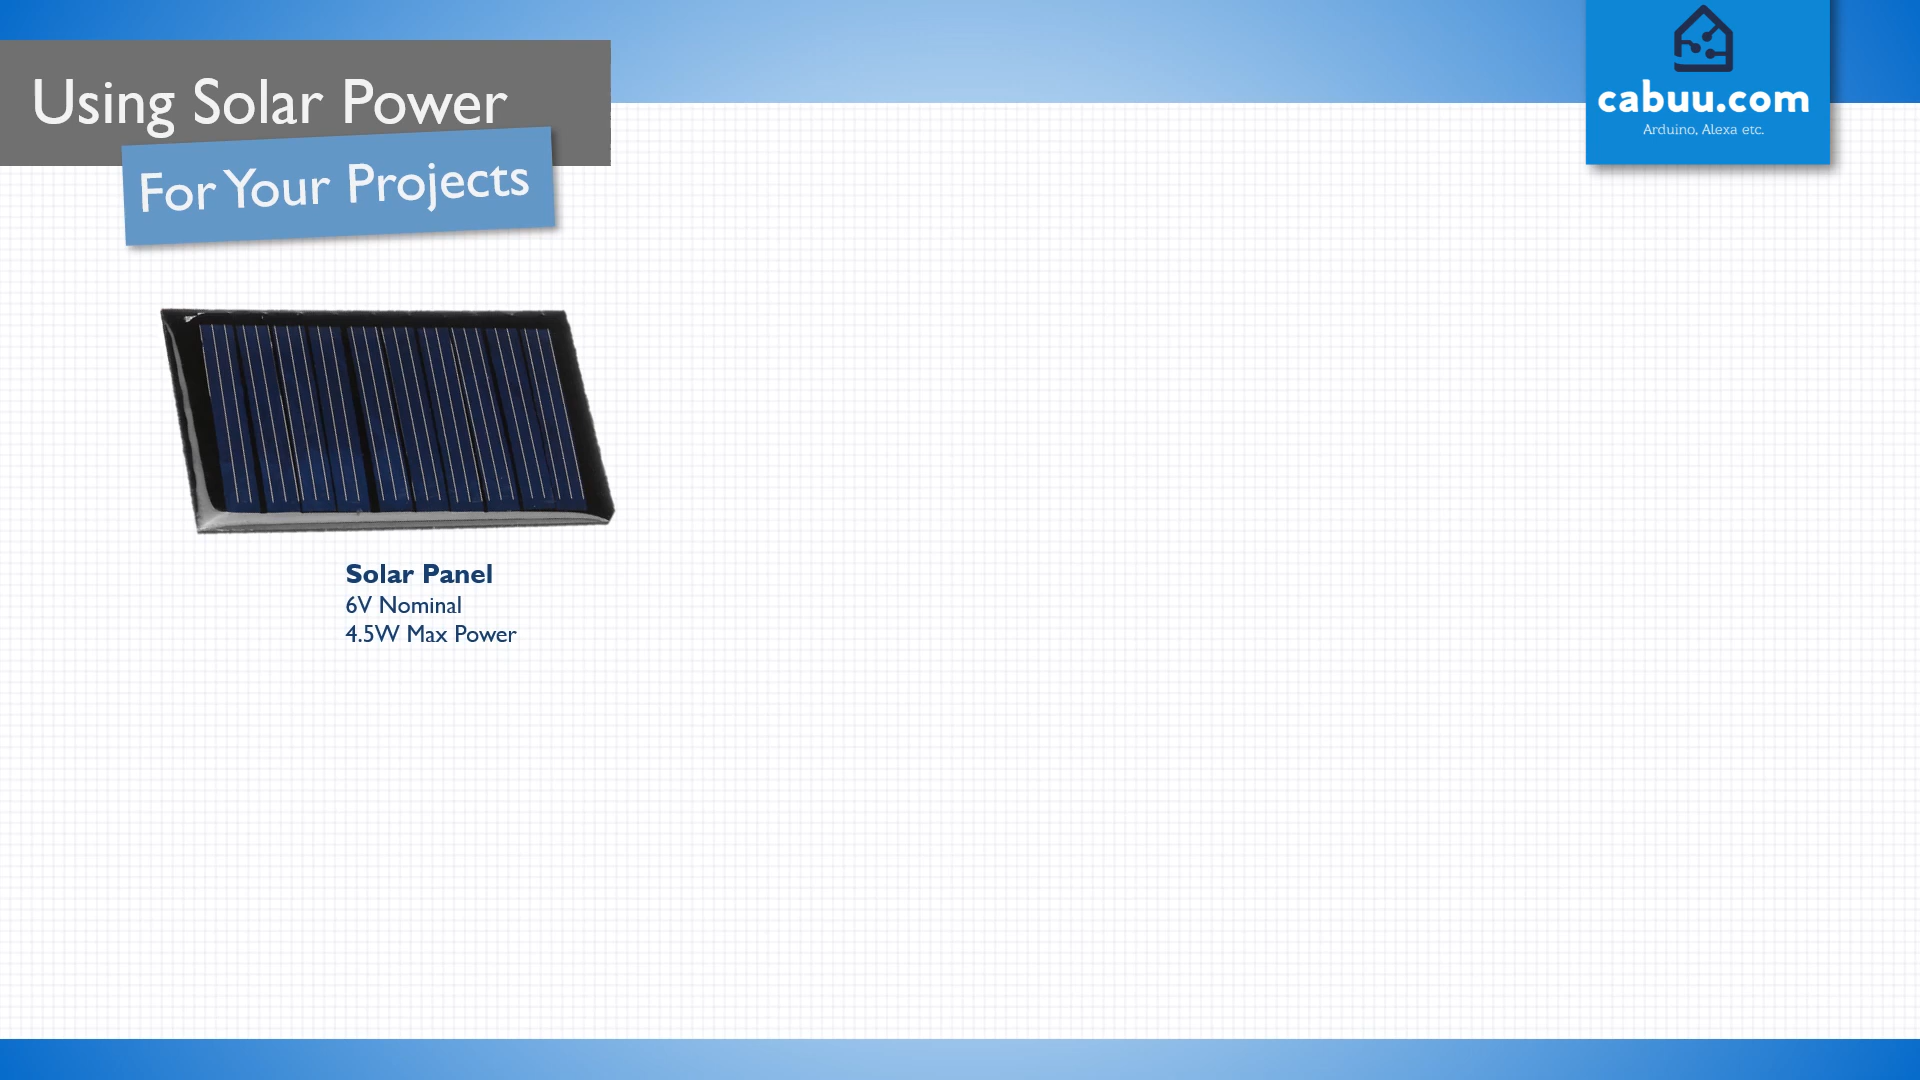 Using Solar Power
For Your Projects
cabuu.com
Arduino, Alexa etc.
Solar Panel
6V Nominal
4.5W Max Power